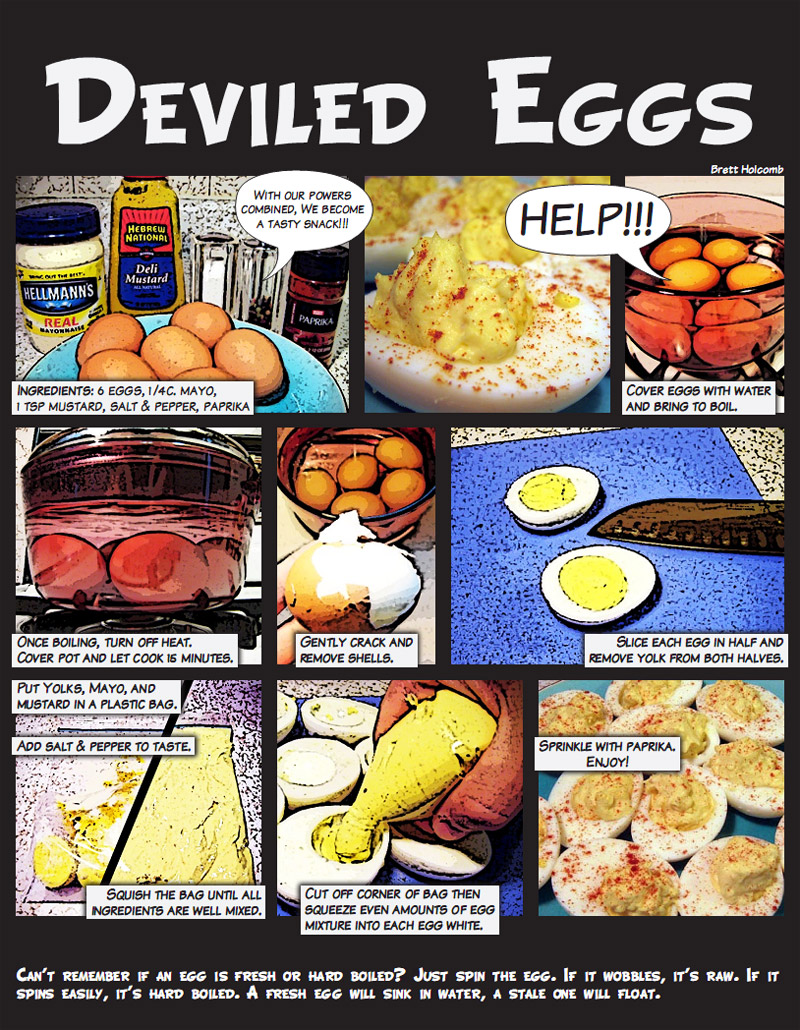 Deviled Eggs
Brett Holcomb
With our powers
combined, We become
a tasty snack!!!
HELP!!!
BRING OUT THE BEST
HELLMANN'S
REAL
MAYONNAISE
HEBREW
NATIONAL
Deli
Mustard
ALL NATURAL
PAPRIKA
Ingredients: 6 eggs, 1/4c. mayo,
1 tsp mustard, salt & pepper, paprika
Cover eggs with water
and bring to boil.
Once boiling, turn off heat.
Cover pot and let cook 15 minutes.
Gently crack and
remove shells.
Slice each egg in half and
remove yolk from both halves.
Put Yolks, Mayo, and
mustard in a plastic bag.
Add salt & pepper to taste.
Squish the bag until all
ingredients are well mixed.
Cut off corner of bag then
squeeze even amounts of egg
mixture into each egg white.
Sprinkle with paprika.
Enjoy!
Can't remember if an egg is fresh or hard boiled? Just spin the egg. If it wobbles, it's raw. If it
spins easily, it's hard boiled. A fresh egg will sink in water, a stale one will float.